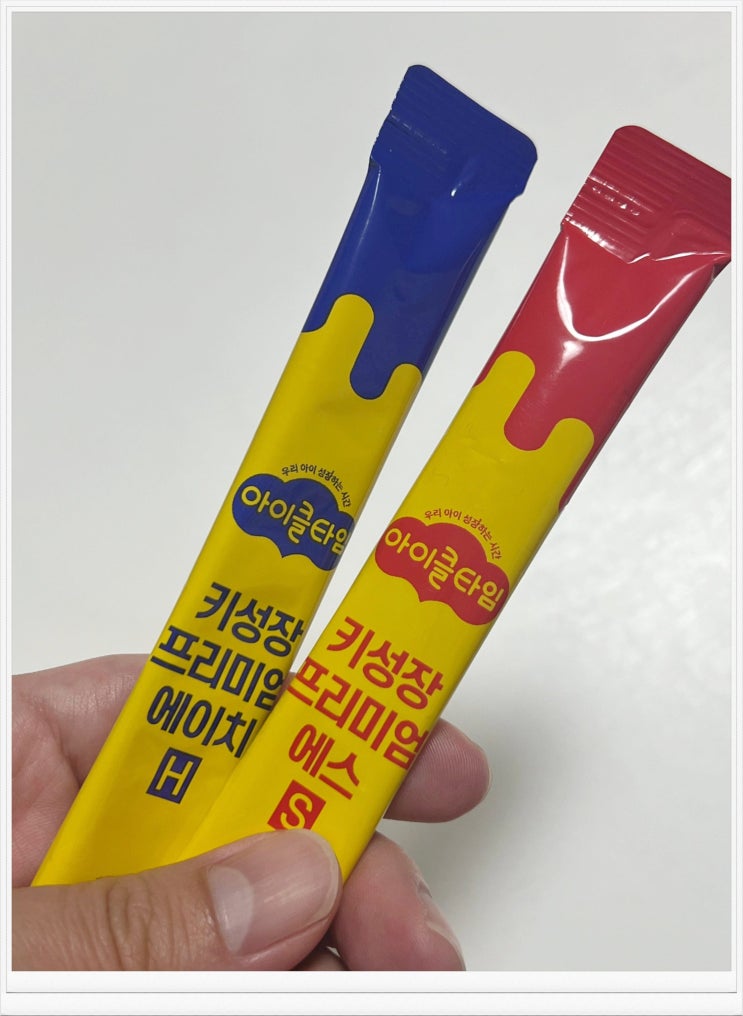 우리 아이 성장하는 시간
아이클타임
키성장
프리미엄
에이치
H
우리 아이 성장하는 시간
아이클타임
키성장
프리미엄
에스
S